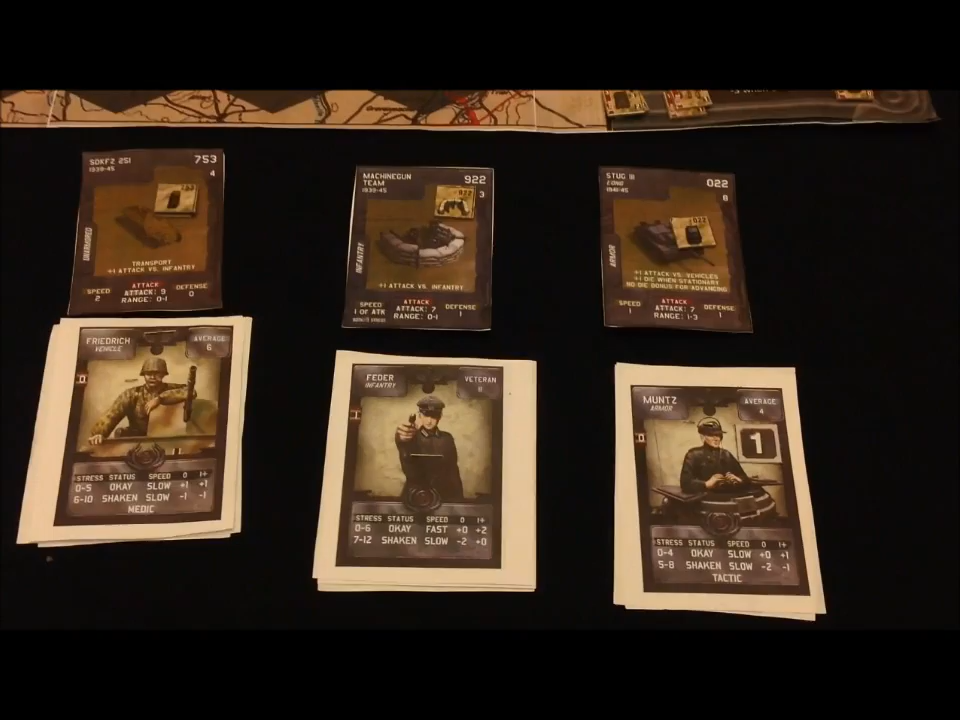 SDKFZ 251
1939-45
753
4
UNARMORED
TRANSPORT
+1 ATTACK VS. INFANTRY
SPEED
2
ATTACK
ATTACK: 9
RANGE: 0-1
DEFENSE
0
MACHINEGUN
TEAM
1939-45
922
3
INFANTRY
+1 ATTACK VS. INFANTRY
SPEED
1 OR ATK
ATTACK
ATTACK: 7
RANGE: 0-1
DEFENSE
1
STUG III
LONG
1941-45
022
8
022
ARMOR
+1 ATTACK VS. VEHICLES
+1 DIE WHEN STATIONARY
NO DIE BONUS FOR ADVANCING
SPEED
1
ATTACK
ATTACK: 7
RANGE: 1-3
DEFENSE
1
FRIEDRICH
VEHICLE
AVERAGE
6
STRESS STATUS SPEED 0 1+
0-5 OKAY SLOW +1 +1
6-10 SHAKEN SLOW -1 -1
MEDIC
FEDER
INFANTRY
VETERAN
STRESS STATUS SPEED 0 1+
0-6 OKAY FAST +0 +2
7-12 SHAKEN SLOW -2 +0
MUNTZ
ARMOR
AVERAGE
4
1
STRESS STATUS SPEED 0 1+
0-4 OKAY SLOW +0 +1
5-8 SHAKEN SLOW -2 -1
TACTIC